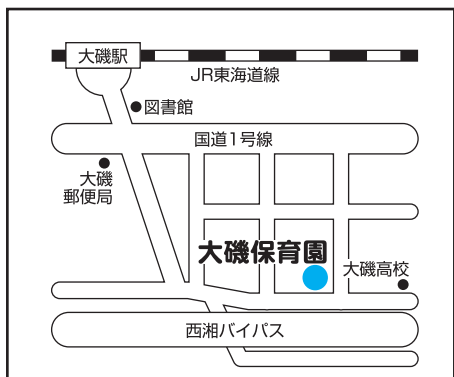 大磯駅
JR東海道線
図書館
国道1号線
大磯
郵便局
大磯保育園
大磯高校
西湘バイパス